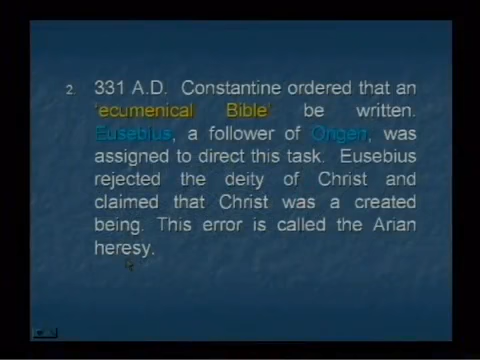 2. 331 A.D. Constantine ordered that an
'ecumenical Bible' be written.
Eusebius, a follower of Origen, was
assigned to direct this task. Eusebius
rejected the deity of Christ and
claimed that Christ was a created
being. This error is called the Arian
heresy.